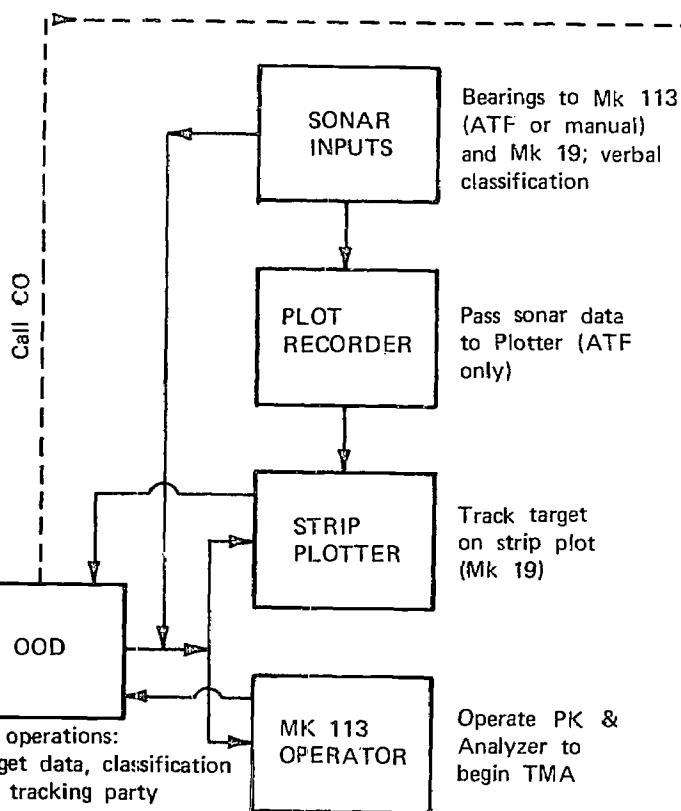 SONAR
INPUTS
Bearings to Mk 113
(ATF or manual)
and Mk 19; verbal
classification
Call CO
PLOT
RECORDER
Pass sonar data
to Plotter (ATF
only)
STRIP
PLOTTER
Track target
on strip plot
(Mk 19)
OOD
operations:
get data, classification
tracking party
MK 113
OPERATOR
Operate PK &
Analyzer to
begin TMA